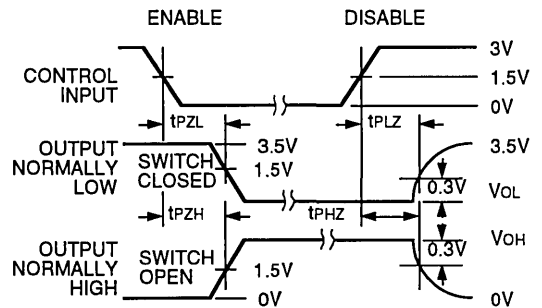 ENABLE DISABLE
3V
CONTROL INPUT
1.5V
0V
tPZL
tPLZ
OUTPUT NORMALLY LOW
SWITCH CLOSED
3.5V
1.5V
3.5V
0.3V
VOL
tPZH
tPHZ
VOH
0.3V
OUTPUT NORMALLY HIGH
SWITCH OPEN
1.5V
0V
0V